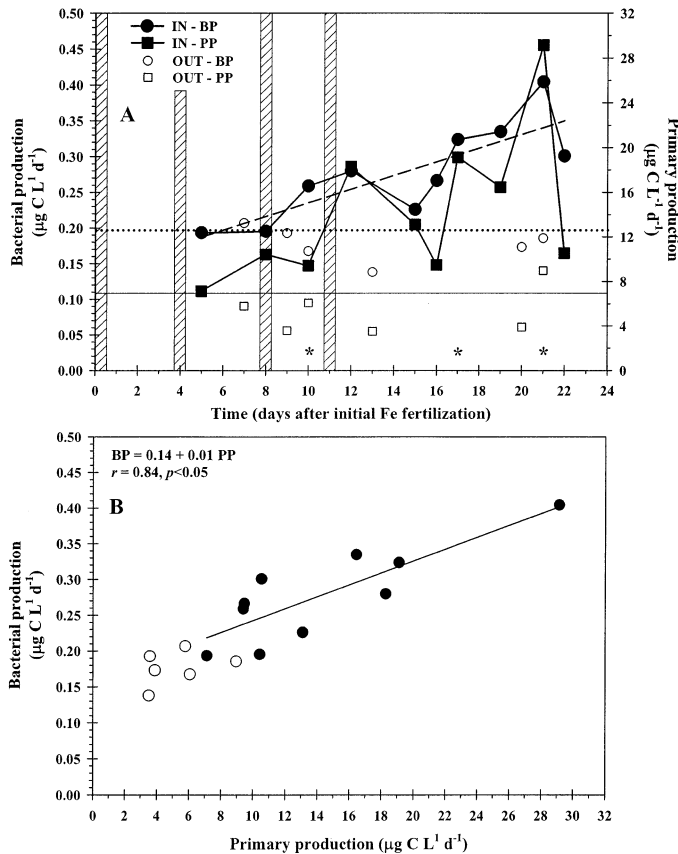 IN - BP
IN - PP
OUT - BP
OUT - PP
A
0.50
0.45
0.40
0.35
0.30
0.25
0.20
0.15
0.10
0.05
0.00
Bacterial production
(μg C L¹ d⁻¹)
32
28
24
20
16
12
8
4
0
Primary production
(μg C L¹ d⁻¹)
* * *
0 2 4 6 8 10 12 14 16 18 20 22 24
Time (days after initial Fe fertilization)
BP = 0.14 + 0.01 PP
r = 0.84, p<0.05
B
0.50
0.45
0.40
0.35
0.30
0.25
0.20
0.15
0.10
0.05
0.00
Bacterial production
(μg C L¹ d⁻¹)
0 2 4 6 8 10 12 14 16 18 20 22 24 26 28 30 32
Primary production (μg C L¹ d⁻¹)